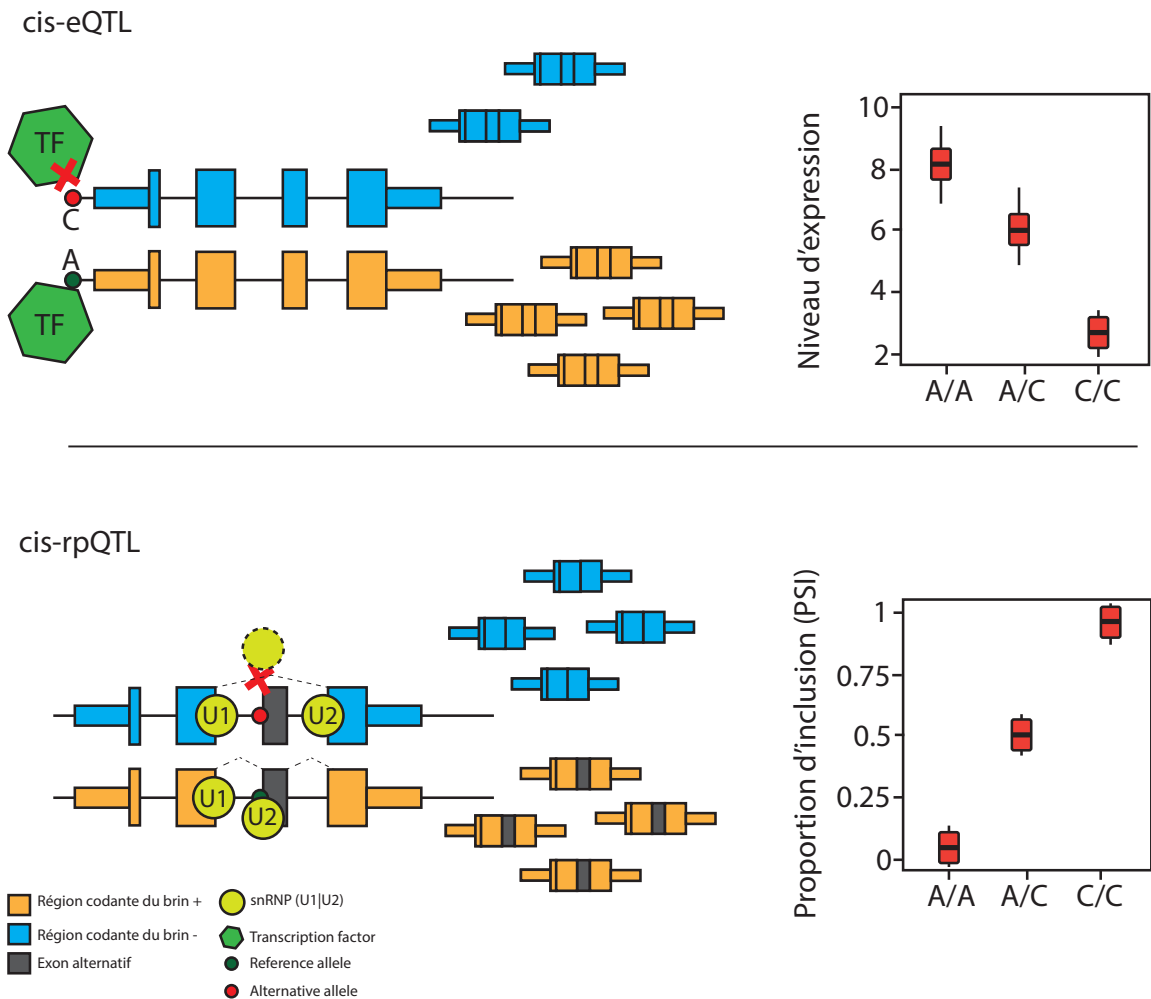 cis-eQTL
TF
C
A
TF
Niveau d'expression
10
8
6
4
2
A/A A/C C/C
cis-rpQTL
U1 U2
U1 U2
Proportion d'inclusion (PSI)
1
0.75
0.5
0.25
0
A/A A/C C/C
Région codante du brin +
Région codante du brin -
Exon alternatif
snRNP (U1|U2)
Transcription factor
Reference allele
Alternative allele